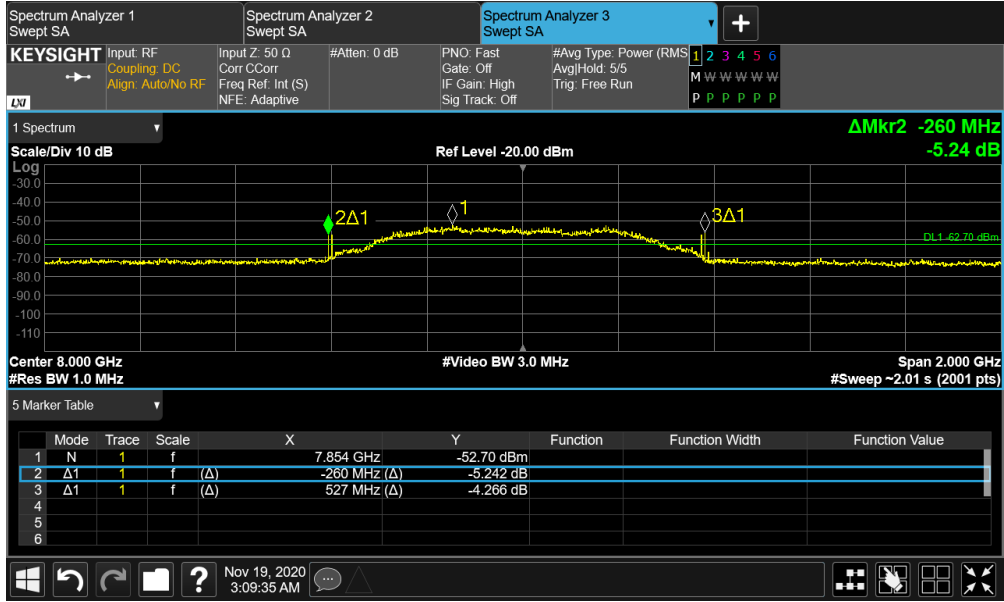 Spectrum Analyzer 1
Swept SA
Spectrum Analyzer 2
Swept SA
Spectrum Analyzer 3
Swept SA
▼
+
KEYSIGHT
LXI
Input: RF
Coupling: DC
Align: Auto/No RF
Input Z: 50 Ω
Corr CCorr
Freq Ref: Int (S)
NFE: Adaptive
#Atten: 0 dB
PNO: Fast
Gate: Off
IF Gain: High
Sig Track: Off
#Avg Type: Power (RMS
Avg|Hold: 5/5
Trig: Free Run
1 2 3 4 5 6
M W W W W W
P P P P P P
1 Spectrum ▼
ΔMkr2 -260 MHz
-5.24 dB
Scale/Div 10 dB
Ref Level -20.00 dBm
Log
-30.0
-40.0
-50.0
-60.0
-70.0
-80.0
-90.0
-100
-110
2Δ1
1
3Δ1
DL1 -62.70 dBm
Center 8.000 GHz
#Video BW 3.0 MHz
Span 2.000 GHz
#Res BW 1.0 MHz
#Sweep ~2.01 s (2001 pts)
5 Marker Table ▼
Mode Trace Scale X Y Function Function Width Function Value
1 N 1 f 7.854 GHz -52.70 dBm
2 Δ1 1 f (Δ) -260 MHz (Δ) -5.242 dB
3 Δ1 1 f (Δ) 527 MHz (Δ) -4.266 dB
4
5
6
?
Nov 19, 2020
3:09:35 AM